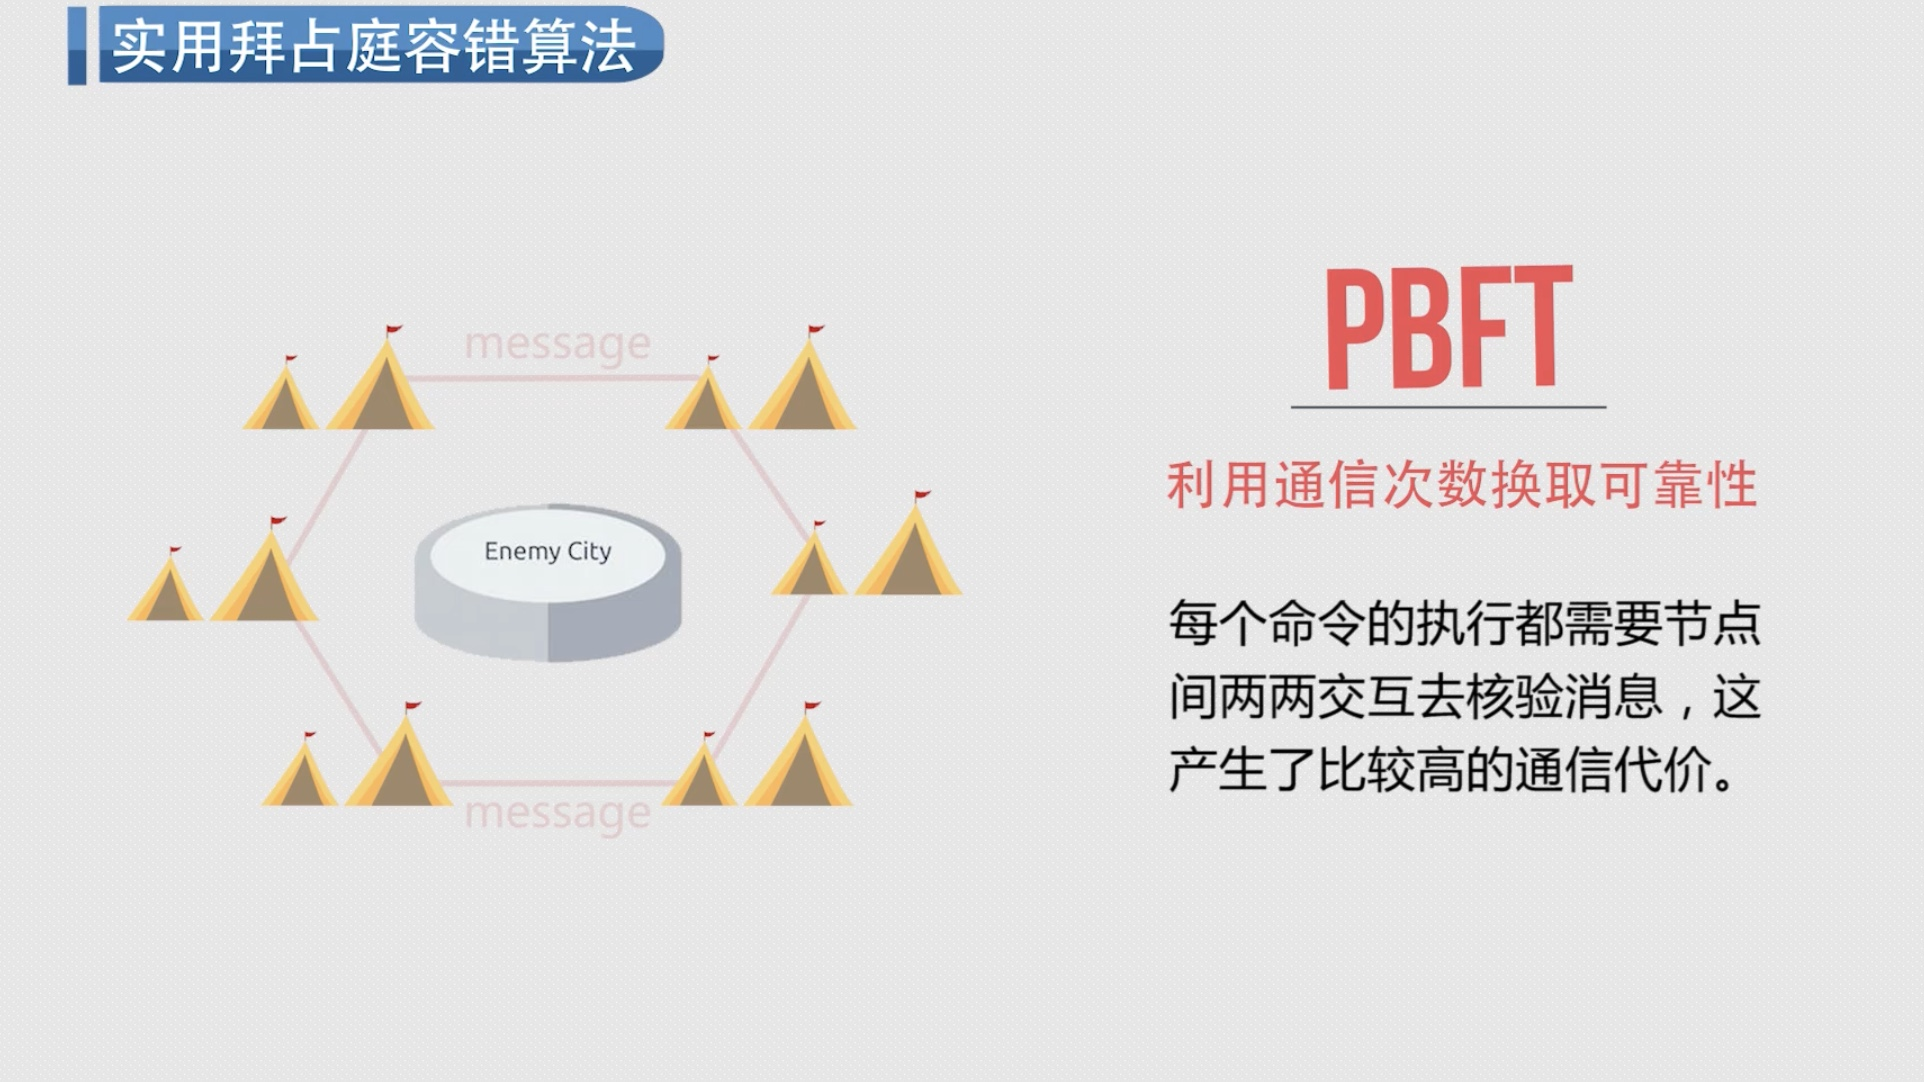 实用拜占庭容错算法
message
Enemy City
message
PBFT
利用通信次数换取可靠性
每个命令的执行都需要节点
间两两交互去核验消息，这
产生了比较高的通信代价。